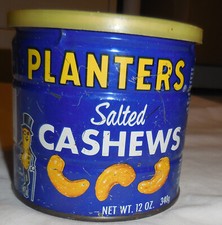 PLANTERS
Salted
CASHEWS
NET WT. 12 OZ. 340g